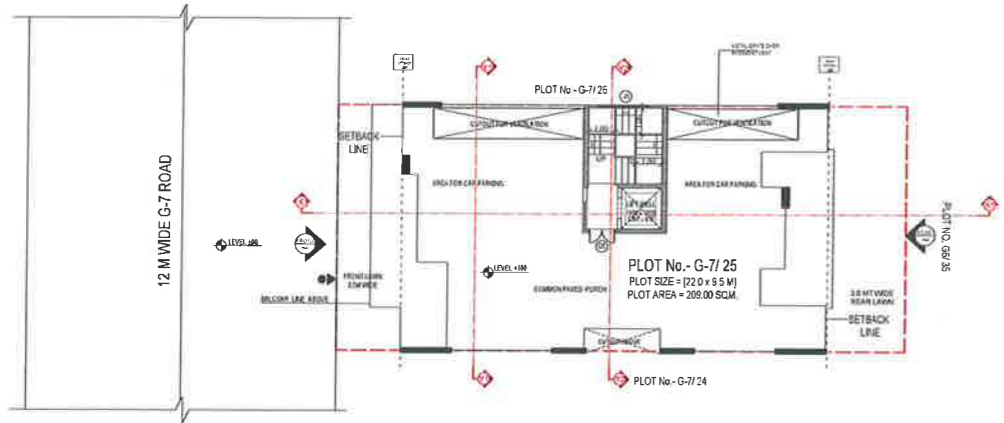 12 M WIDE G-7 ROAD
PLOT No.- G-7/ 25
CUTOUT FOR VENTILATION
CUTOUT FOR VENTILATION
SETBACK
LINE
UP
AREA FOR CAR PARKING
AREA FOR CAR PARKING
PLOT NO. G6/ 35
LEVEL ±00
LEVEL +100
PLOT No.- G-7/ 25
PLOT SIZE = [22.0 x 9.5 M]
PLOT AREA = 209.00 SQ.M.
FRONT LAWN
BALCONY LINE ABOVE
COMMON PAVED PORCH
3.0 MT WIDE
REAR LAWN
SETBACK
LINE
PLOT No.- G-7/ 24